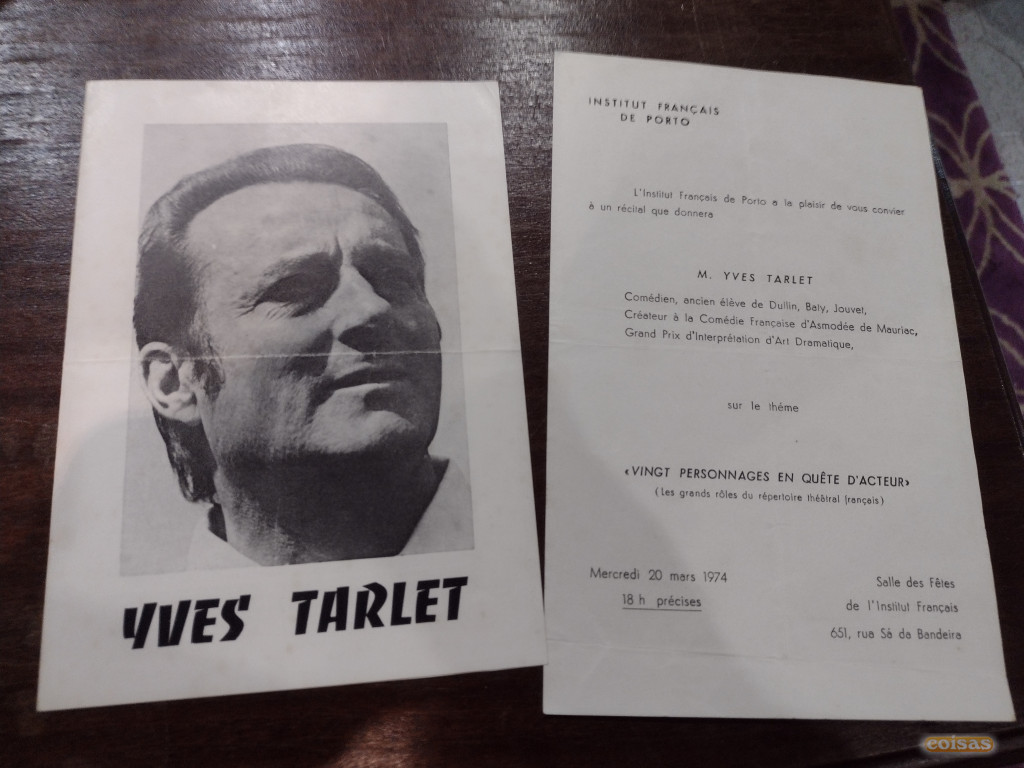 YVES TARLET
INSTITUT FRANÇAIS
DE PORTO
L'Institut Français de Porto a le plaisir de vous convier
à un récital que donnera
M. YVES TARLET
Comédien, ancien élève de Dullin, Baty, Jouvet,
Créateur à la Comédie Française d'Asmodée de Mauriac,
Grand Prix d'Interprétation d'Art Dramatique,
sur le thème
«VINGT PERSONNAGES EN QUÊTE D'ACTEUR»
(Les grands rôles du répertoire théâtral français)
Mercredi 20 mars 1974
18 h précises
Salle des Fêtes
de l'Institut Français
651, rua Sá da Bandeira
coisas